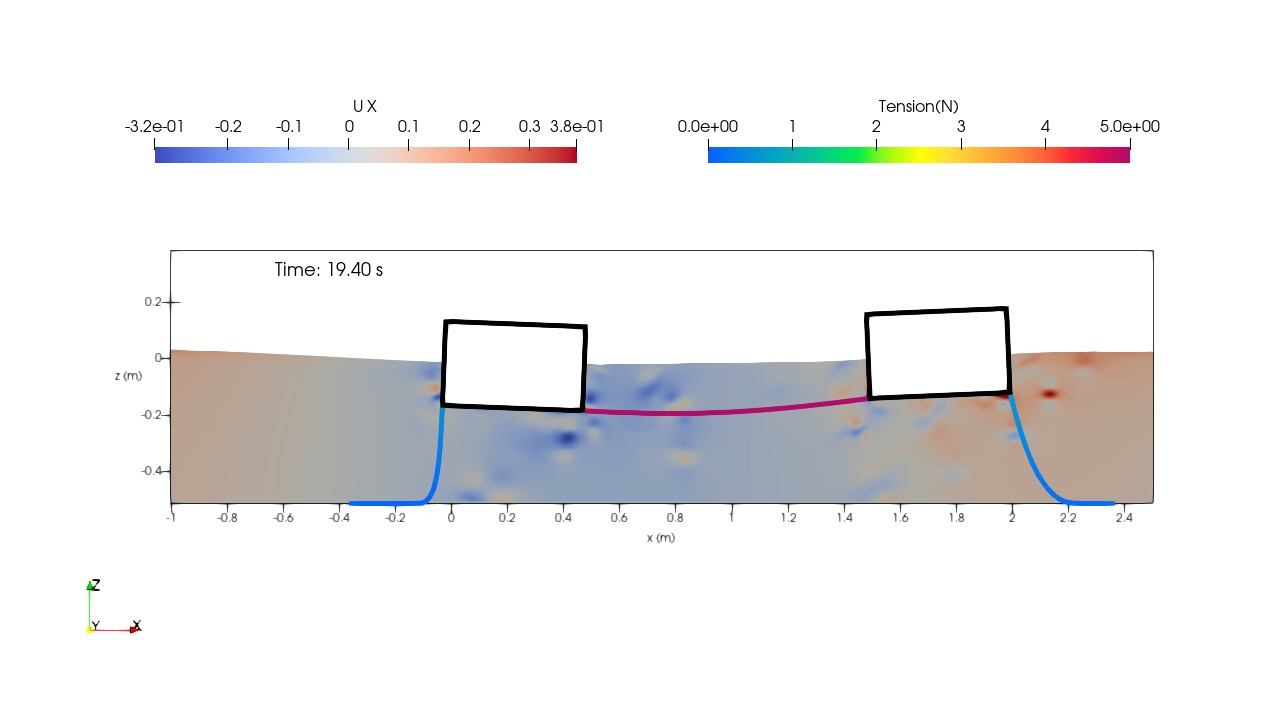 U X
-3.2e-01 -0.2 -0.1 0 0.1 0.2 0.3 3.8e-01
Tension(N)
0.0e+00 1 2 3 4 5.0e+00
Time: 19.40 s
0.2
0
z (m)
-0.2
-0.4
-1 -0.8 -0.6 -0.4 -0.2 0 0.2 0.4 0.6 0.8 1 1.2 1.4 1.6 1.8 2 2.2 2.4
x (m)
Z
Y X